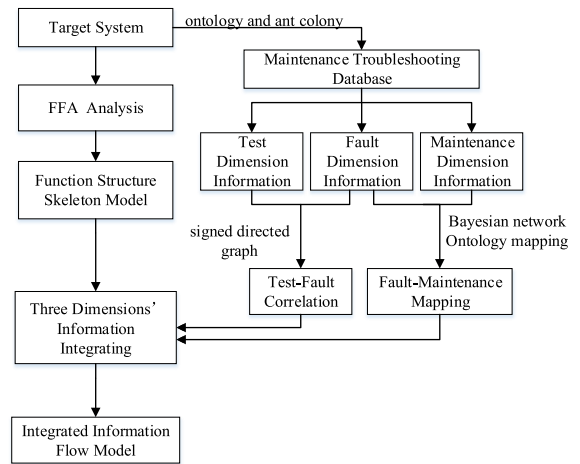 Target System
ontology and ant colony
Maintenance Troubleshooting
Database
FFA Analysis
Test
Dimension
Information
Fault
Dimension
Information
Maintenance
Dimension
Information
Function Structure
Skeleton Model
signed directed
graph
Bayesian network
Ontology mapping
Test-Fault
Correlation
Fault-Maintenance
Mapping
Three Dimensions’
Information
Integrating
Integrated Information
Flow Model